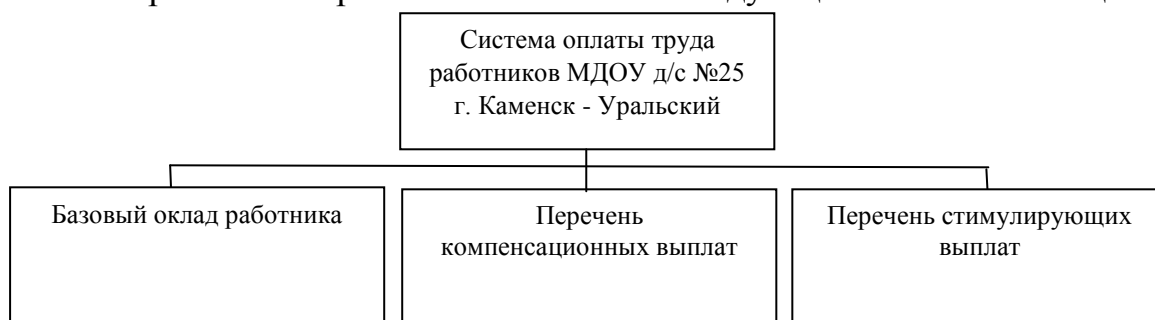 Система оплаты труда
работников МДОУ д/с №25
г. Каменск - Уральский
Базовый оклад работника
Перечень
компенсационных выплат
Перечень стимулирующих
выплат